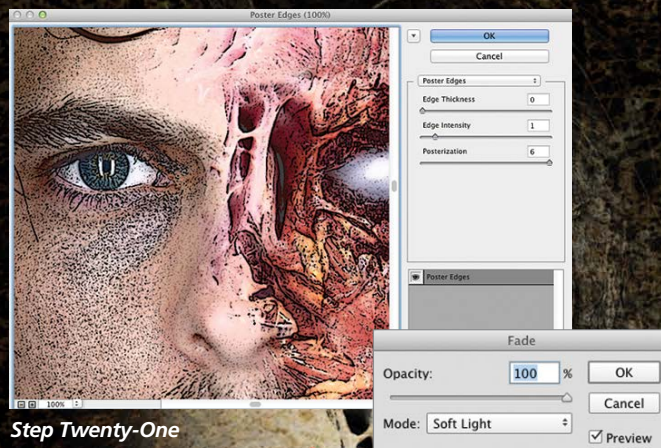 Poster Edges (100%)
OK
Cancel
Poster Edges
Edge Thickness 0
Edge Intensity 1
Posterization 6
Poster Edges
100%
Fade
Opacity: 100 % OK
Cancel
Mode: Soft Light
Preview
Step Twenty-One